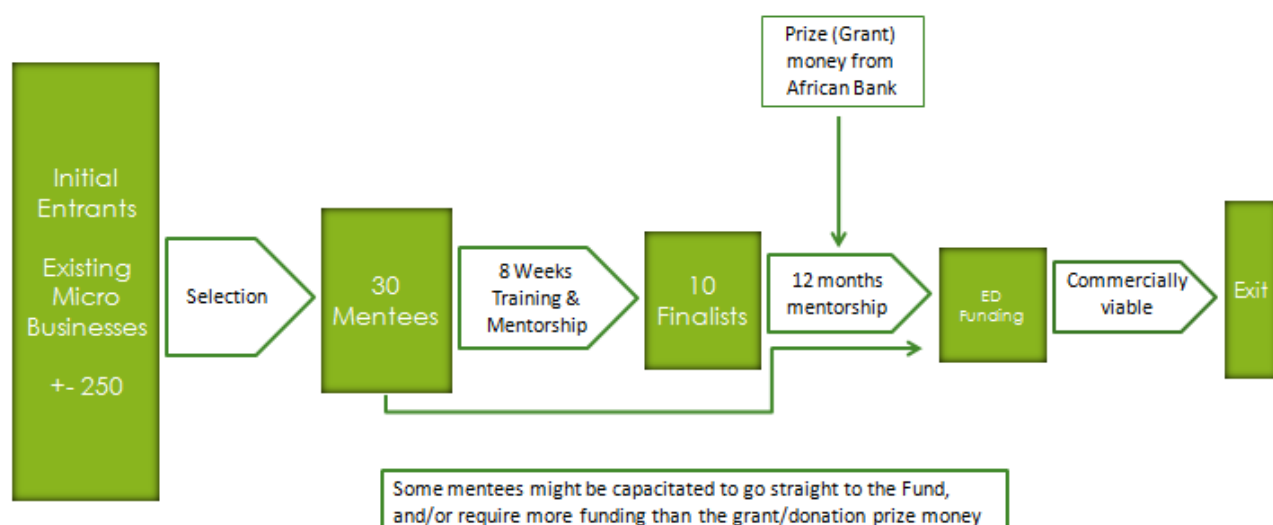 Prize (Grant)
money from
African Bank
Initial
Entrants
Existing
Micro
Businesses
+- 250
Selection
30
Mentees
8 Weeks
Training &
Mentorship
10
Finalists
12 months
mentorship
ED
Funding
Commercially
viable
Exit
Some mentees might be capacitated to go straight to the Fund,
and/or require more funding than the grant/donation prize money